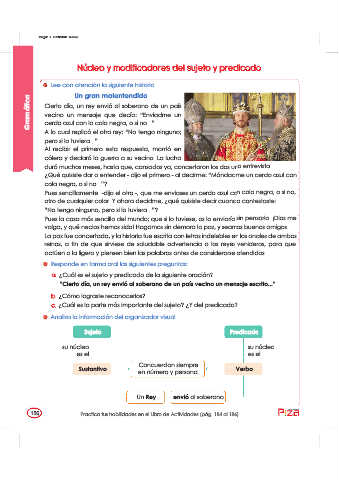 Núcleo y modificadores del sujeto y predicado
Gramática
Lee con atención la siguiente historia
Un gran malentendido
Cierto día, un rey envió al soberano de un país
vecino un mensaje que decía: "Envíadme un
cerdo azul con la cola negra, o si no "
A lo cual replicó el otro rey: "No tengo ninguno;
pero si lo tuviera "
Al recibir el primero esta respuesta, montó en
cólera y declaró la guerra a su vecino La lucha
duró muchos meses, hasta que, cansados ya, concertaron los dos una entrevista
¿Qué quisiste dar a entender - dijo el primero - al decirme: "Mándacme un cerdo azul con
cola negra, o si no "?
Pues sencillamente -dijo el otro -, que me enviases un cerdo azul con cola negra, o si no,
otro de cualquier color Y ahora decidme, ¿qué quisiste decir cuando contestaste:
"No tengo ninguno, pero si lo tuviera "?
Pues la cosa más sencilla del mundo; que si lo tuviese, os lo enviaría sin pensarlo ¡Dios me
valga, y qué necios hemos sido! Hagamos sin demora la paz, y seamos buenos amigos
La paz fue concertada, y la historia fue escrita con letras indelebles en los anales de ambos
reinos, a fin de que sirviese de saludable advertencia a los reyes venideros, para que
actúen a la ligera y piensen bien las palabras antes de considerarse ofendidos
Responde en forma oral las siguientes preguntas:
a. ¿Cuál es el sujeto y predicado de la siguiente oración?
"Cierto día, un rey envió al soberano de un país vecino un mensaje escrito..."
b. ¿Cómo lograste reconocerlos?
c. ¿Cuál es la parte más importante del sujeto? ¿Y del predicado?
Analiza la información del organizador visual
Sujeto
Predicado
su núcleo
es el
su núcleo
es el
Sustantivo
Concuerdan siempre
en número y persona
Verbo
Un Rey
envió al soberano
Practica tus habilidades en el Libro de Actividades (pág. 184 al 186)